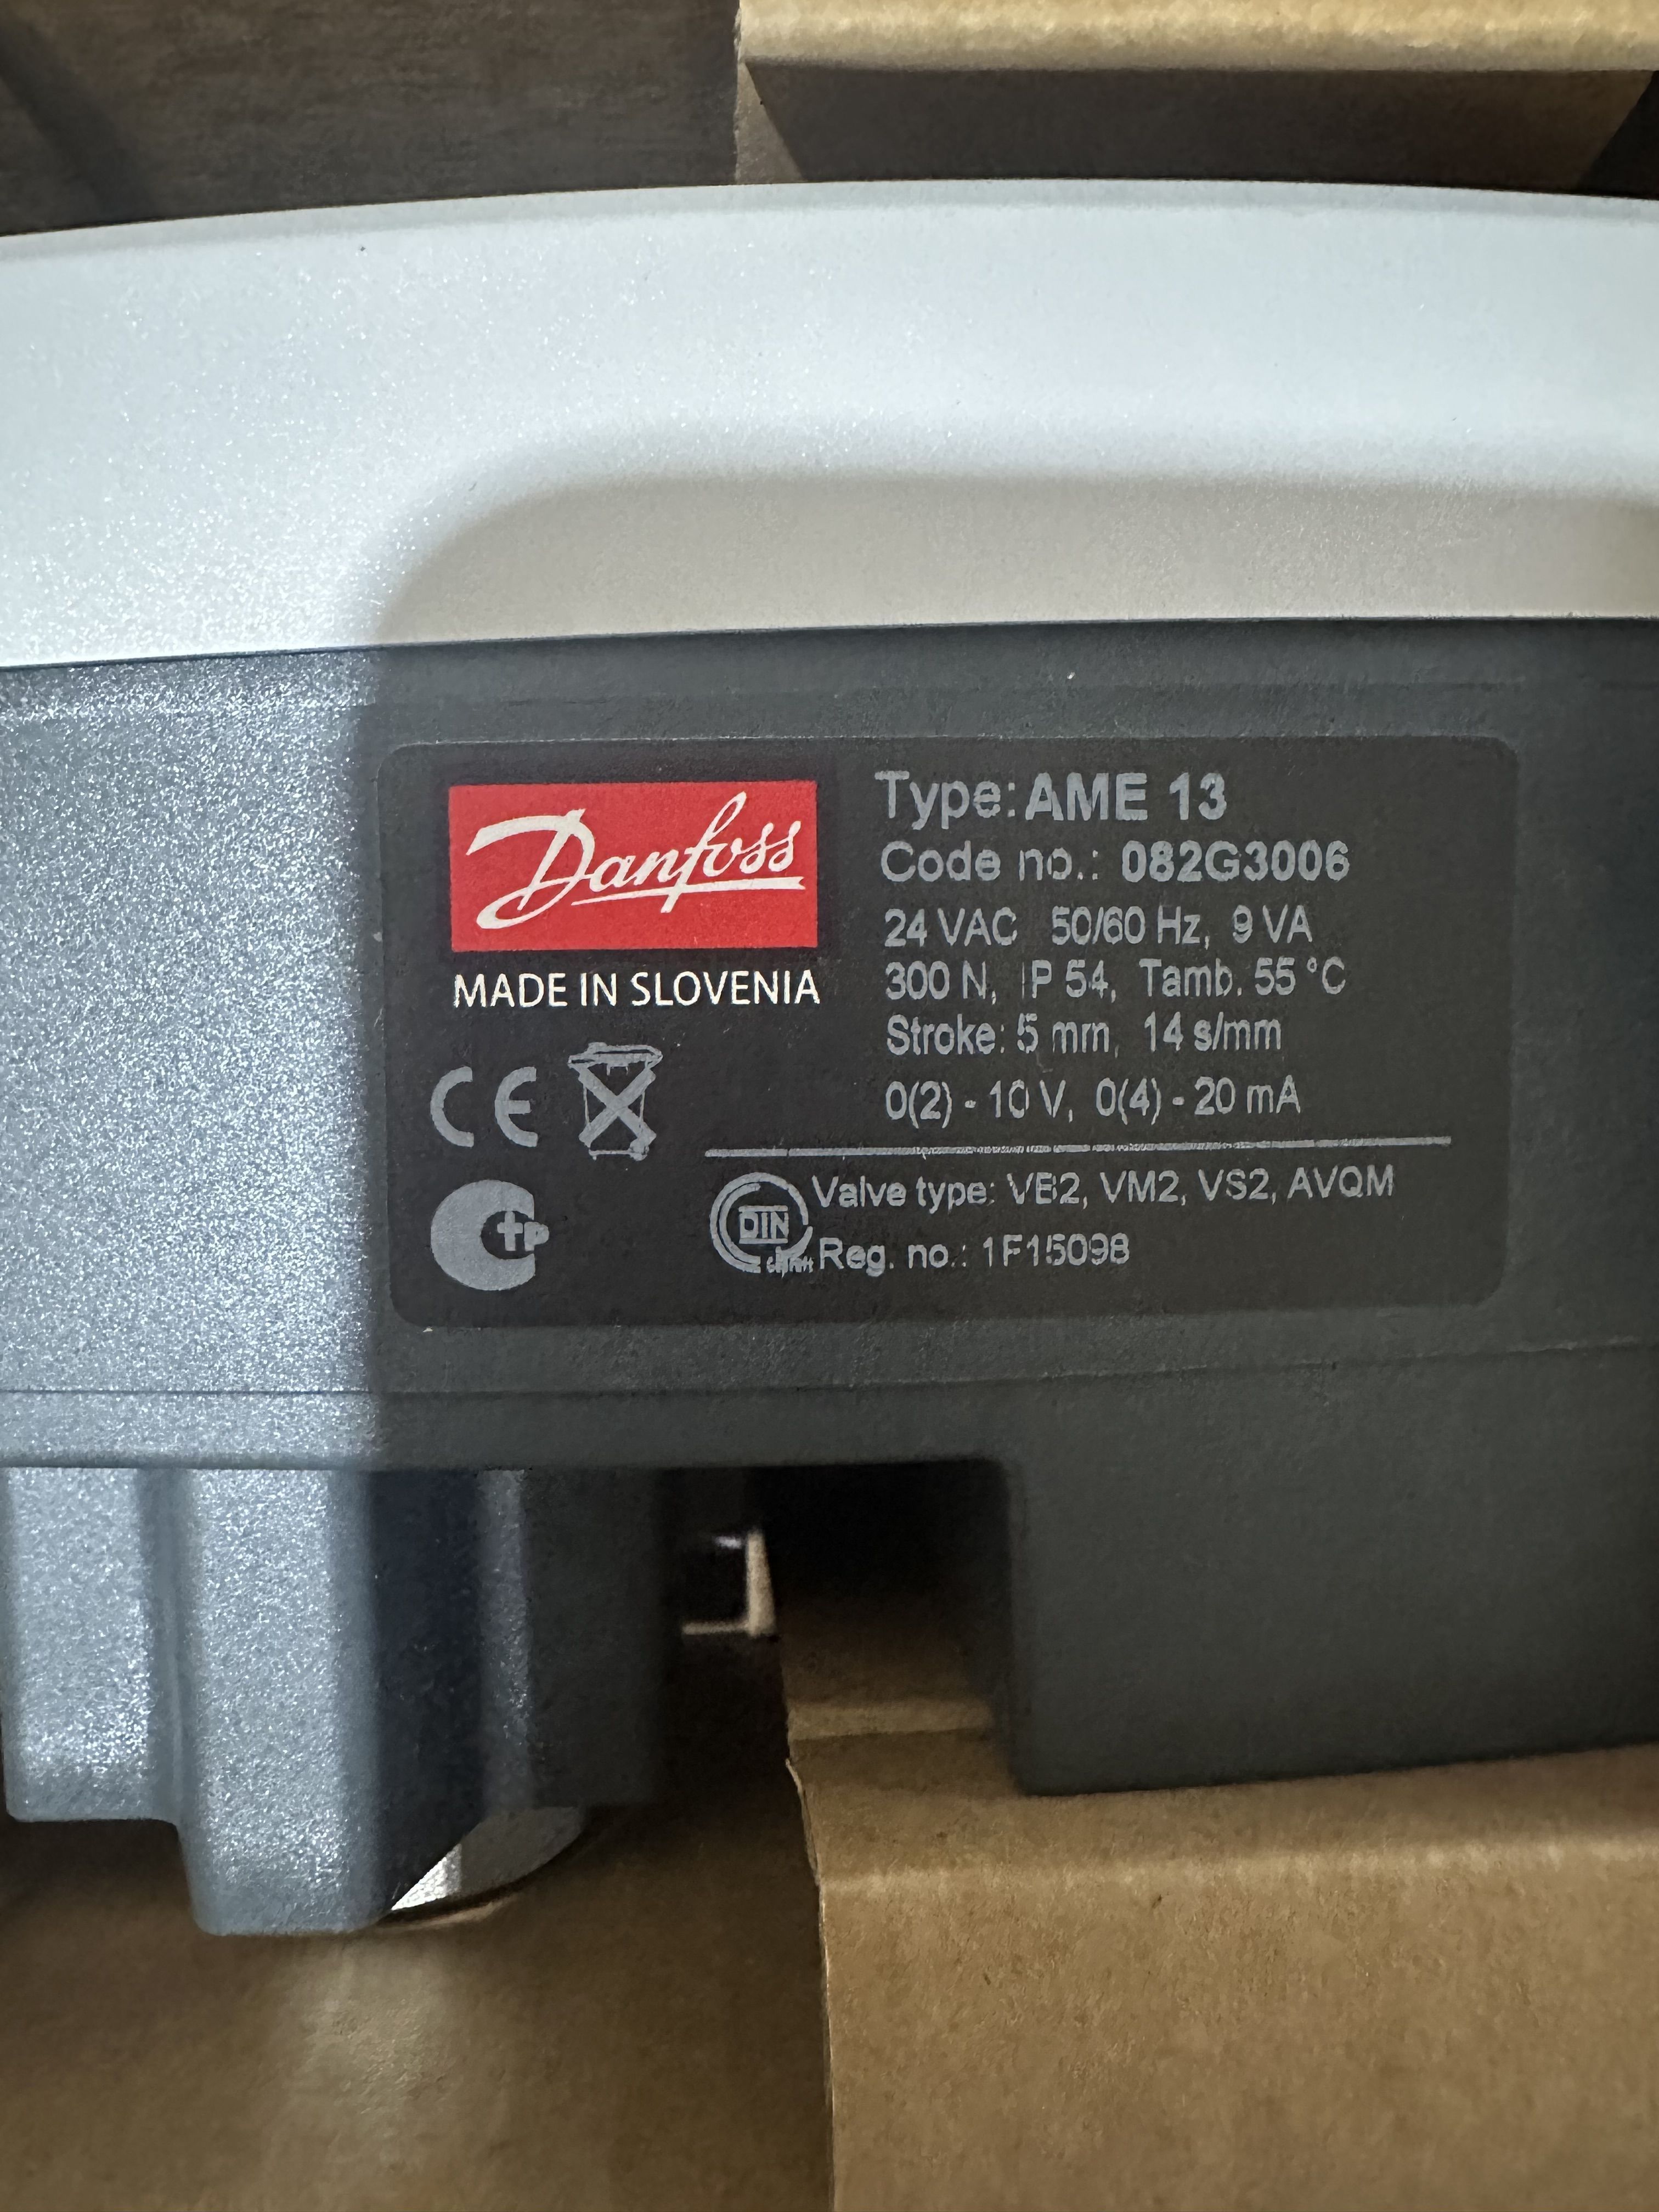 Danfoss
MADE IN SLOVENIA
CE
Type: AME 13
Code no.: 082G3006
24 VAC 50/60 Hz, 9 VA
300 N, IP 54, Tamb. 55 °C
Stroke: 5 mm, 14 s/mm
0(2) - 10 V, 0(4) - 20 mA
DIN
Valve type: VB2, VM2, VS2, AVQM
Reg. no.: 1F15098